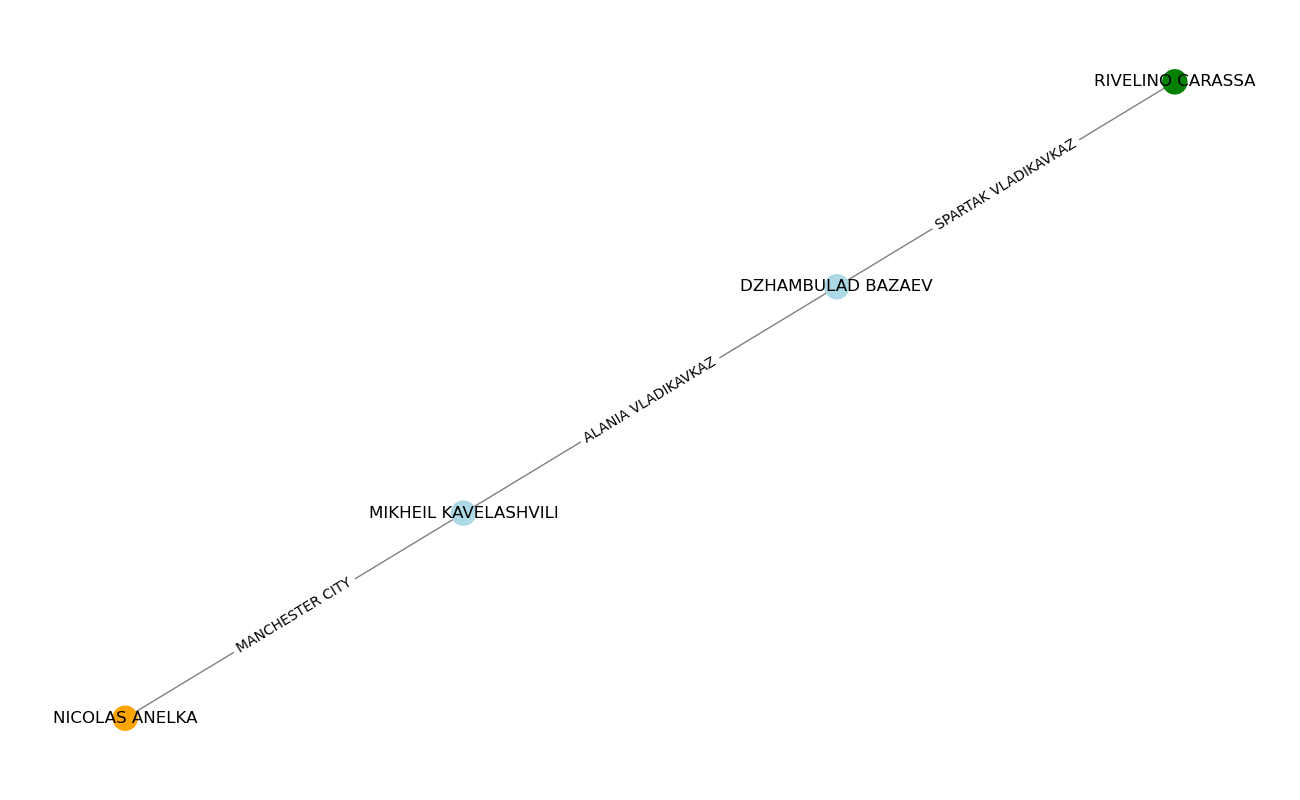 RIVELINO CARASSA
SPARTAK VLADIKAVKAZ
DZHAMBULAD BAZAEV
ALANIA VLADIKAVKAZ
MIKHEIL KAVELASHVILI
MANCHESTER CITY
NICOLAS ANELKA